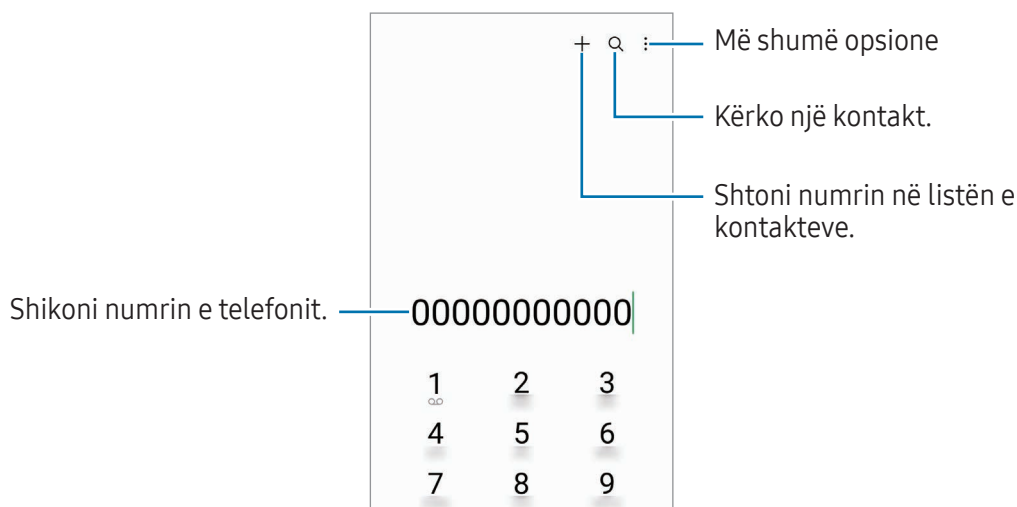 Më shumë opsione
Kërko një kontakt.
Shtoni numrin në listën e
kontakteve.
Shikoni numrin e telefonit.
00000000000
1 2 3
4 5 6
7 8 9